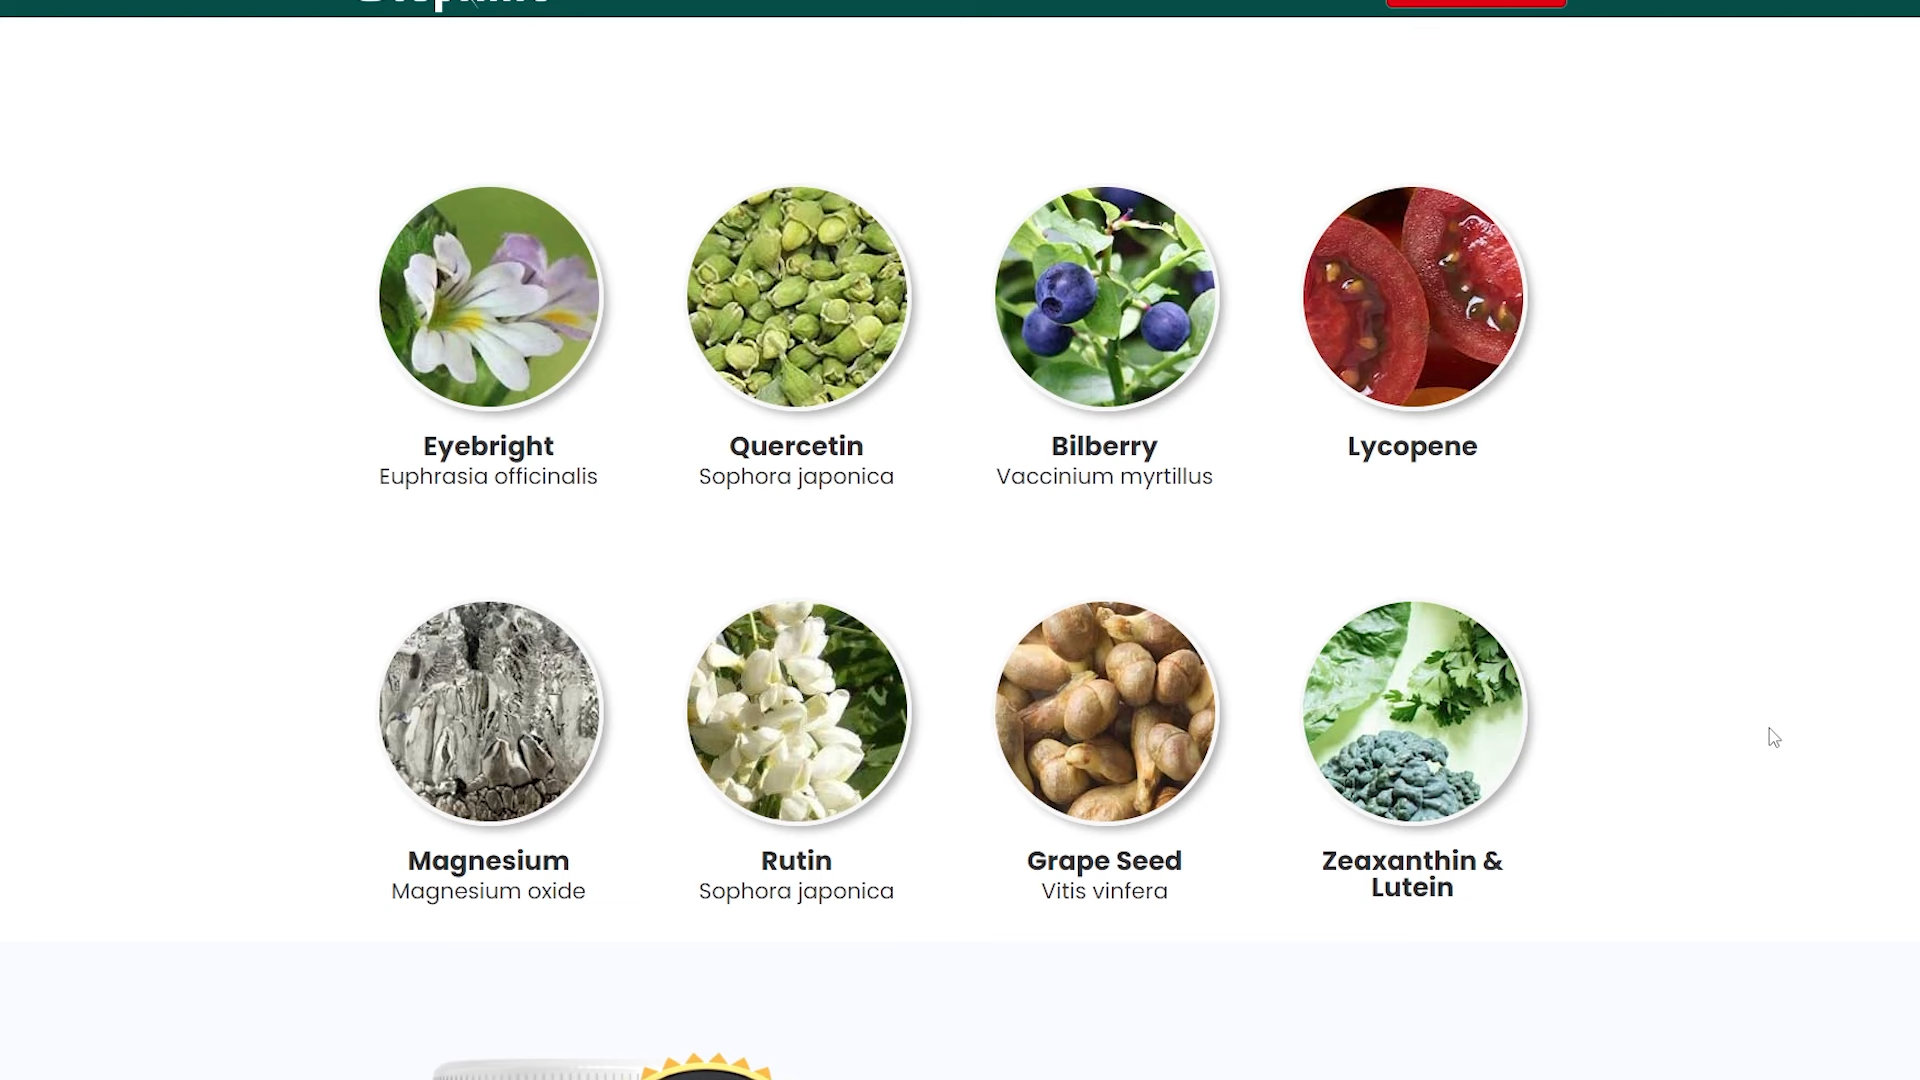 Eyebright
Euphrasia officinalis
Quercetin
Sophora japonica
Bilberry
Vaccinium myrtillus
Lycopene
Magnesium
Magnesium oxide
Rutin
Sophora japonica
Grape Seed
Vitis vinfera
Zeaxanthin &
Lutein